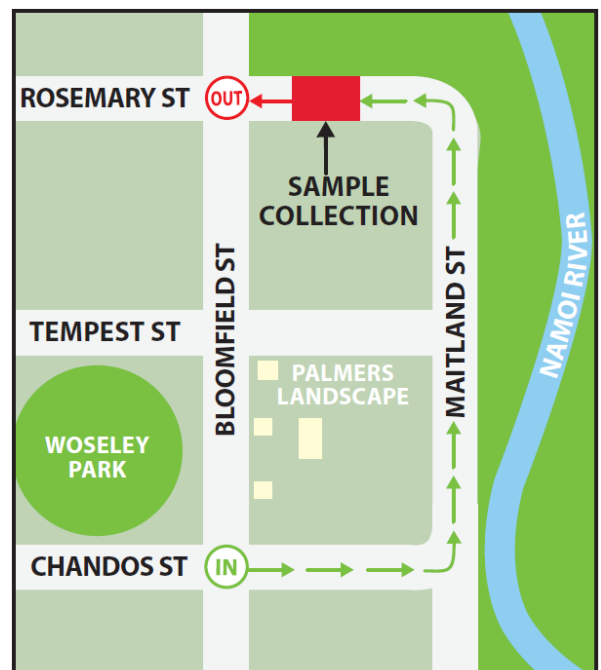 ROSEMARY ST
OUT
SAMPLE
COLLECTION
BLOOMFIELD ST
MAITLAND ST
NAMOI RIVER
TEMPEST ST
PALMERS
LANDSCAPE
WOSELEY
PARK
CHANDOS ST
IN